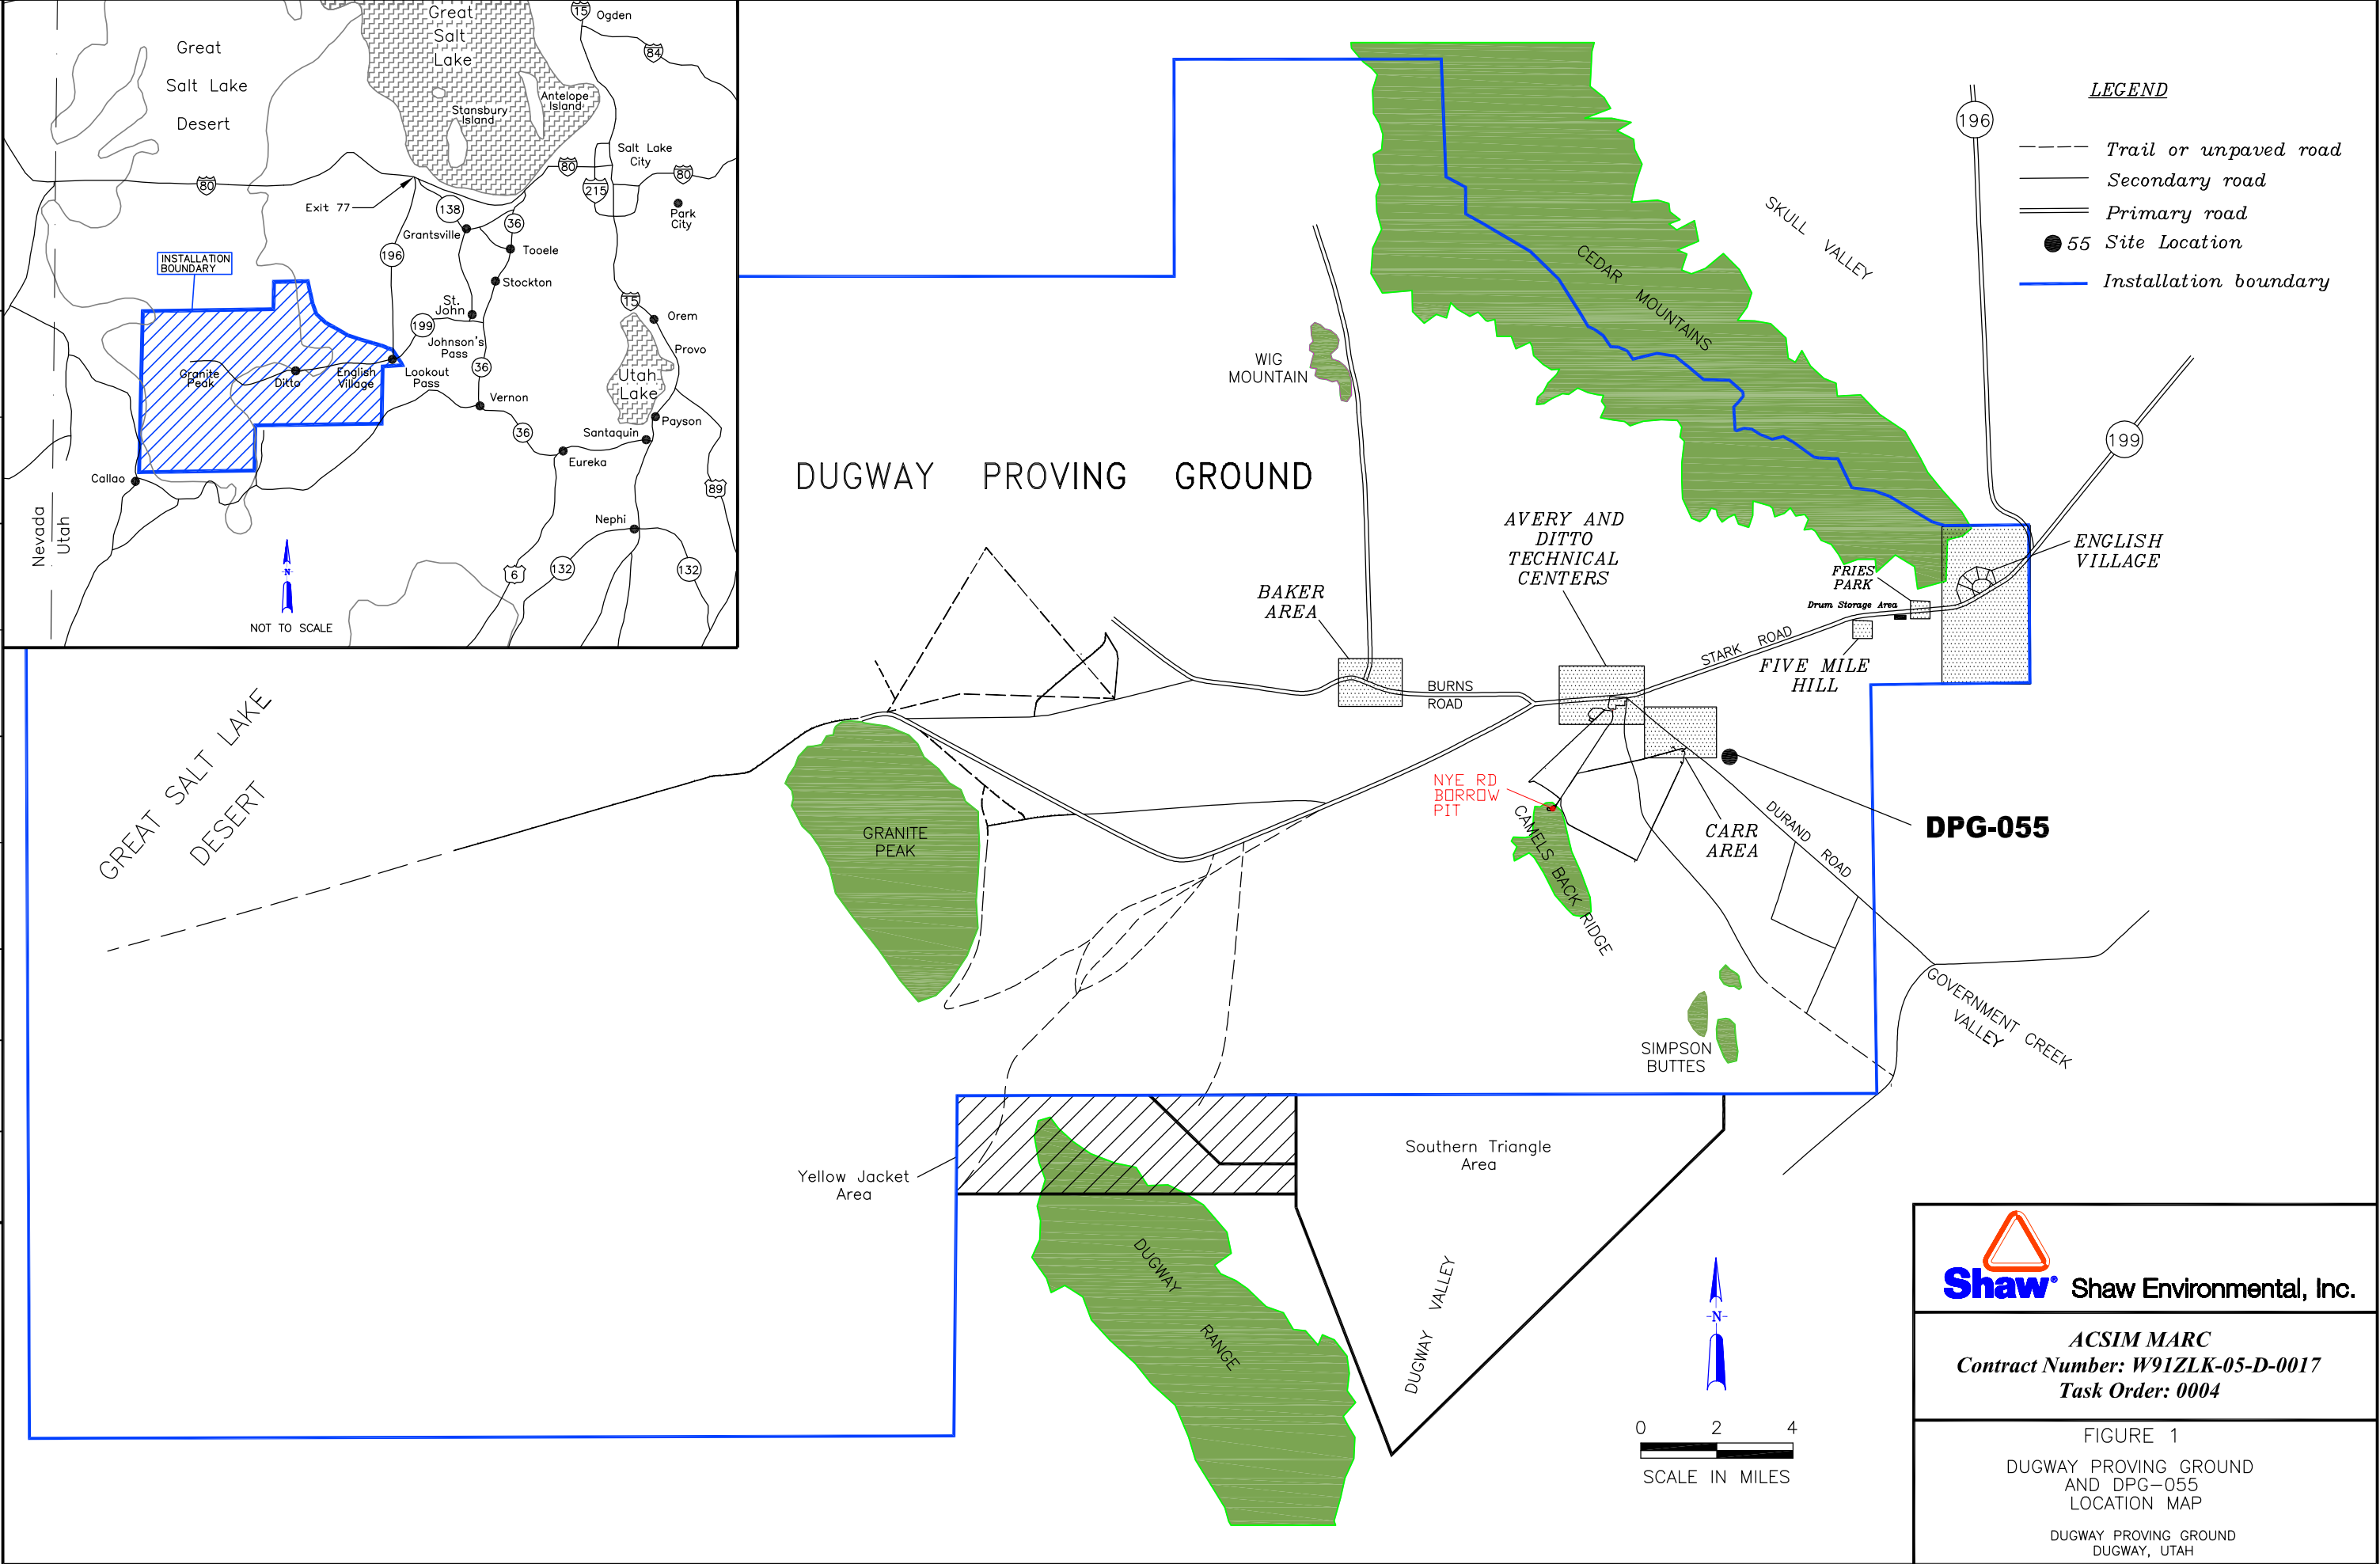 Great
Salt Lake
Desert
Great
Salt
Lake
Stansbury
Island
Antelope
Island
15
Ogden
84
Salt Lake
City
80
80
80
215
Park
City
Exit 77
138
36
Grantsville
Tooele
196
Stockton
INSTALLATION
BOUNDARY
St.
John
199
Johnson's
Pass
36
15
Orem
Provo
Utah
Lake
Granite
Peak
Ditto
English
Village
Lookout
Pass
Vernon
Payson
36
Santaquin
Eureka
Callao
89
Nephi
Nevada
Utah
N
6
132
132
NOT TO SCALE
LEGEND
Trail or unpaved road
Secondary road
Primary road
55 Site Location
Installation boundary
196
199
SKULL VALLEY
CEDAR MOUNTAINS
WIG
MOUNTAIN
DUGWAY PROVING GROUND
AVERY AND
DITTO
TECHNICAL
CENTERS
BAKER
AREA
ENGLISH
VILLAGE
FRIES
PARK
Drum Storage Area
STARK ROAD
FIVE MILE
HILL
BURNS
ROAD
GREAT SALT LAKE
DESERT
GRANITE
PEAK
NYE RD
BORROW
PIT
CAMELS BACK RIDGE
CARR
AREA
DURAND ROAD
DPG-055
GOVERNMENT CREEK
VALLEY
SIMPSON
BUTTES
Yellow Jacket
Area
Southern Triangle
Area
DUGWAY RANGE
DUGWAY VALLEY
N
0 2 4
SCALE IN MILES
Shaw® Shaw Environmental, Inc.
ACSIM MARC
Contract Number: W91ZLK-05-D-0017
Task Order: 0004
FIGURE 1
DUGWAY PROVING GROUND
AND DPG-055
LOCATION MAP
DUGWAY PROVING GROUND
DUGWAY, UTAH